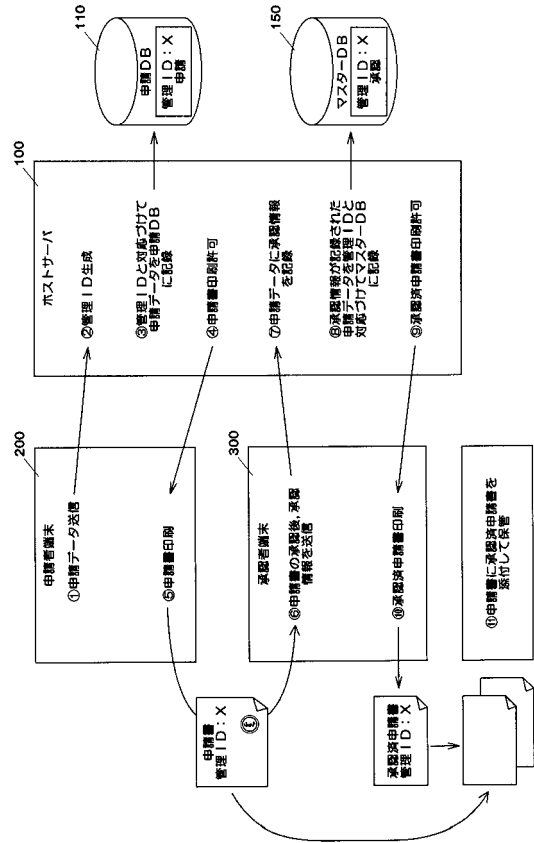 110
申請DB
管理ID:X
申請
150
マスターDB
管理ID:X
承認
100
ホストサーバ
②管理ID生成
③管理IDと対応づけて
申請データを申請DB
に記録
④申請書印刷許可
⑦申請データに承認情報
を記録
⑧承認情報が記録された
申請データを管理IDと
対応づけてマスターDB
に記録
⑨承認済申請書印刷許可
200
申請者端末
①申請データ送信
⑤申請書印刷
300
承認者端末
⑥申請書の承認後,承認
情報を送信
⑩承認済申請書印刷
⑪申請書に承認済申請書を
添付して保管
申請書
管理ID:X
承認済申請書
管理ID:X